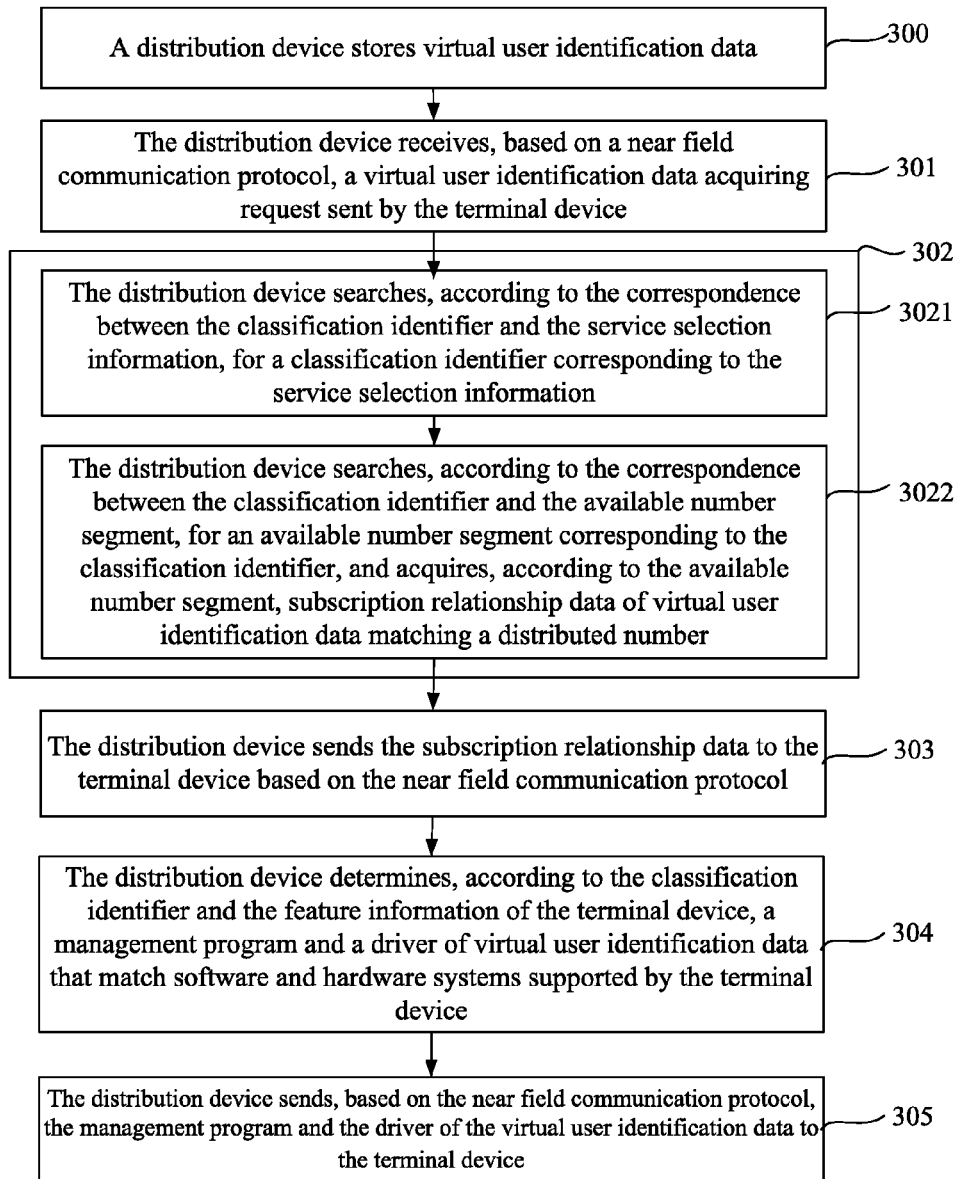 A distribution device stores virtual user identification data
300
The distribution device receives, based on a near field
communication protocol, a virtual user identification data acquiring
request sent by the terminal device
301
302
The distribution device searches, according to the correspondence
between the classification identifier and the service selection
information, for a classification identifier corresponding to the
service selection information
3021
The distribution device searches, according to the correspondence
between the classification identifier and the available number
segment, for an available number segment corresponding to the
classification identifier, and acquires, according to the available
number segment, subscription relationship data of virtual user
identification data matching a distributed number
3022
The distribution device sends the subscription relationship data to the
terminal device based on the near field communication protocol
303
The distribution device determines, according to the classification
identifier and the feature information of the terminal device, a
management program and a driver of virtual user identification data
that match software and hardware systems supported by the terminal
device
304
The distribution device sends, based on the near field communication protocol,
the management program and the driver of the virtual user identification data to
the terminal device
305